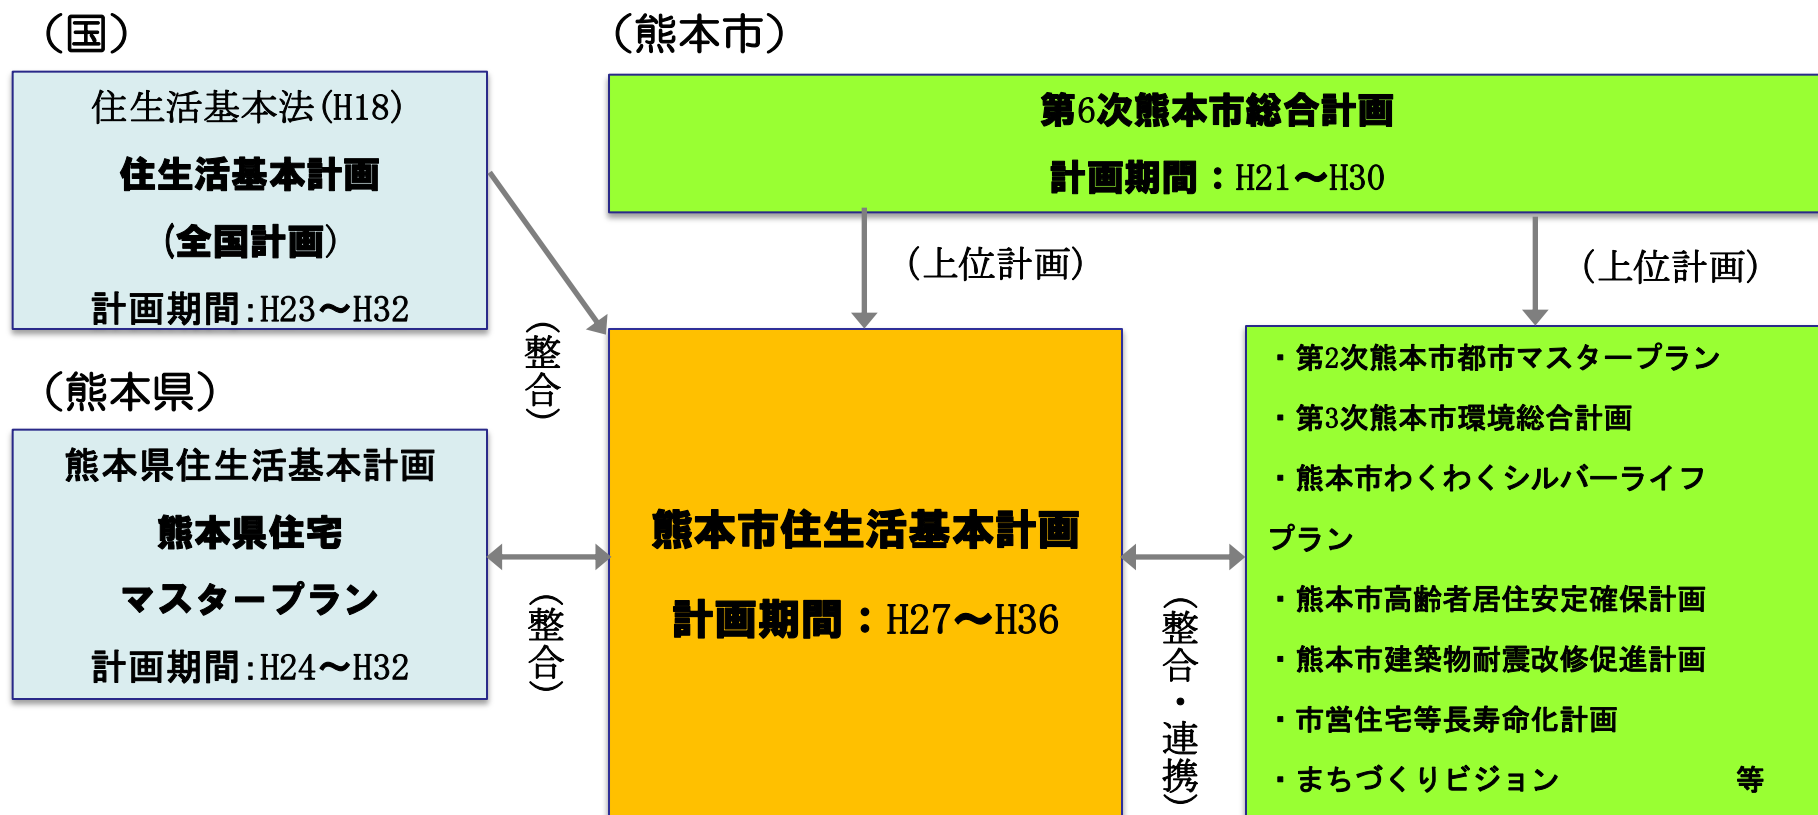 （国）
住生活基本法(H18)
住生活基本計画
(全国計画)
計画期間:H23～H32
（熊本県）
熊本県住生活基本計画
熊本県住宅
マスタープラン
計画期間:H24～H32
（熊本市）
第6次熊本市総合計画
計画期間：H21～H30
(上位計画)
(上位計画)
(整合)
(整合)
熊本市住生活基本計画
計画期間：H27～H36
(整合・連携)
・第2次熊本市都市マスタープラン
・第3次熊本市環境総合計画
・熊本市わくわくシルバーライフ
プラン
・熊本市高齢者居住安定確保計画
・熊本市建築物耐震改修促進計画
・市営住宅等長寿命化計画
・まちづくりビジョン 等